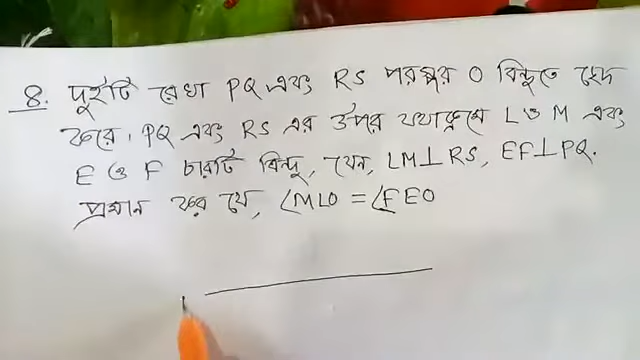 8. দুইটি রেখা PQ এবং RS পরস্পর O বিন্দুতে ছেদ
করে। PQ এবং RS এর উপর যথাক্রমে L ও M এবং
E ও F চারটি বিন্দু, যেন, LM⊥RS, EF⊥PQ.
প্রমান কর যে, ∠MLO = ∠FEO